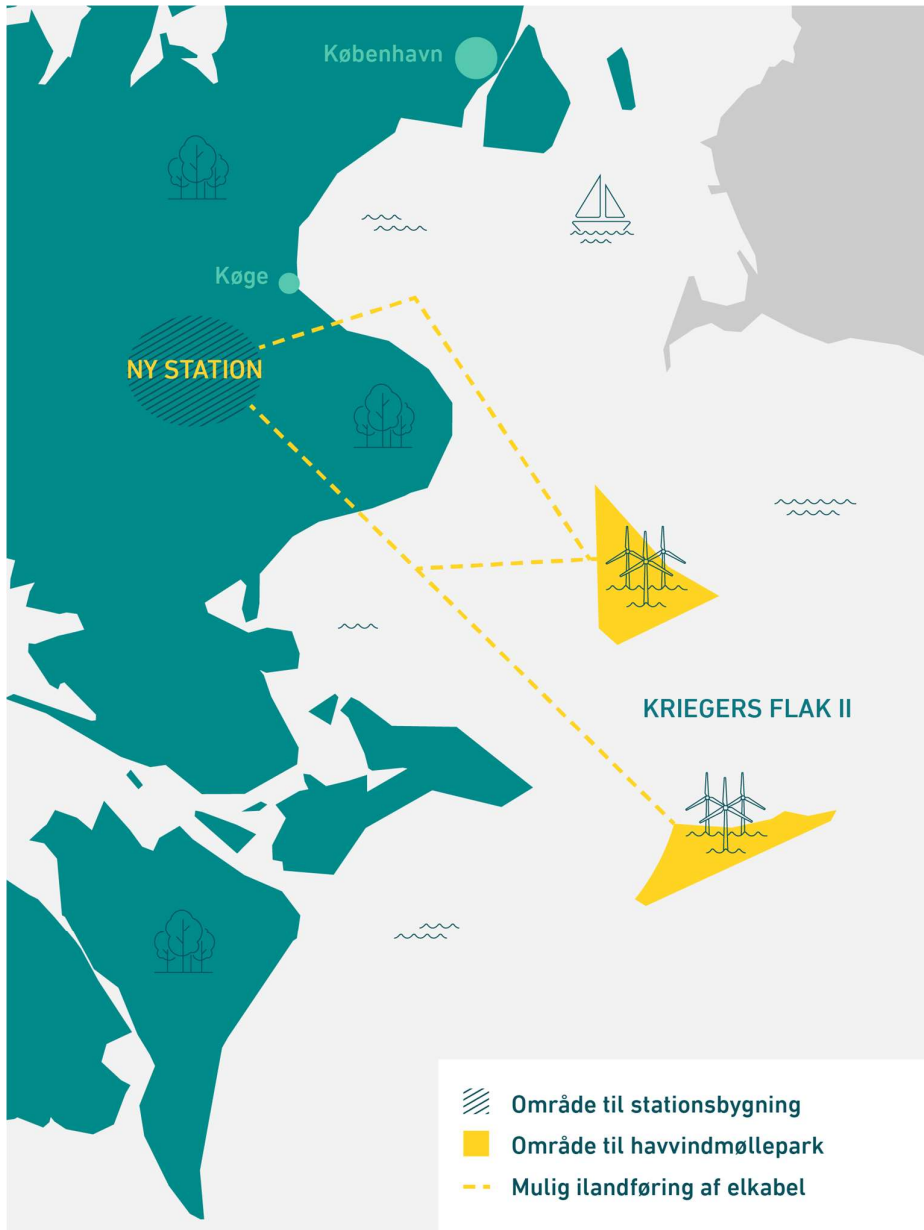 København
Køge
NY STATION
KRIEGERS FLAK II
Område til stationsbygning
Område til havvindmøllepark
Mulig ilandføring af elkabel